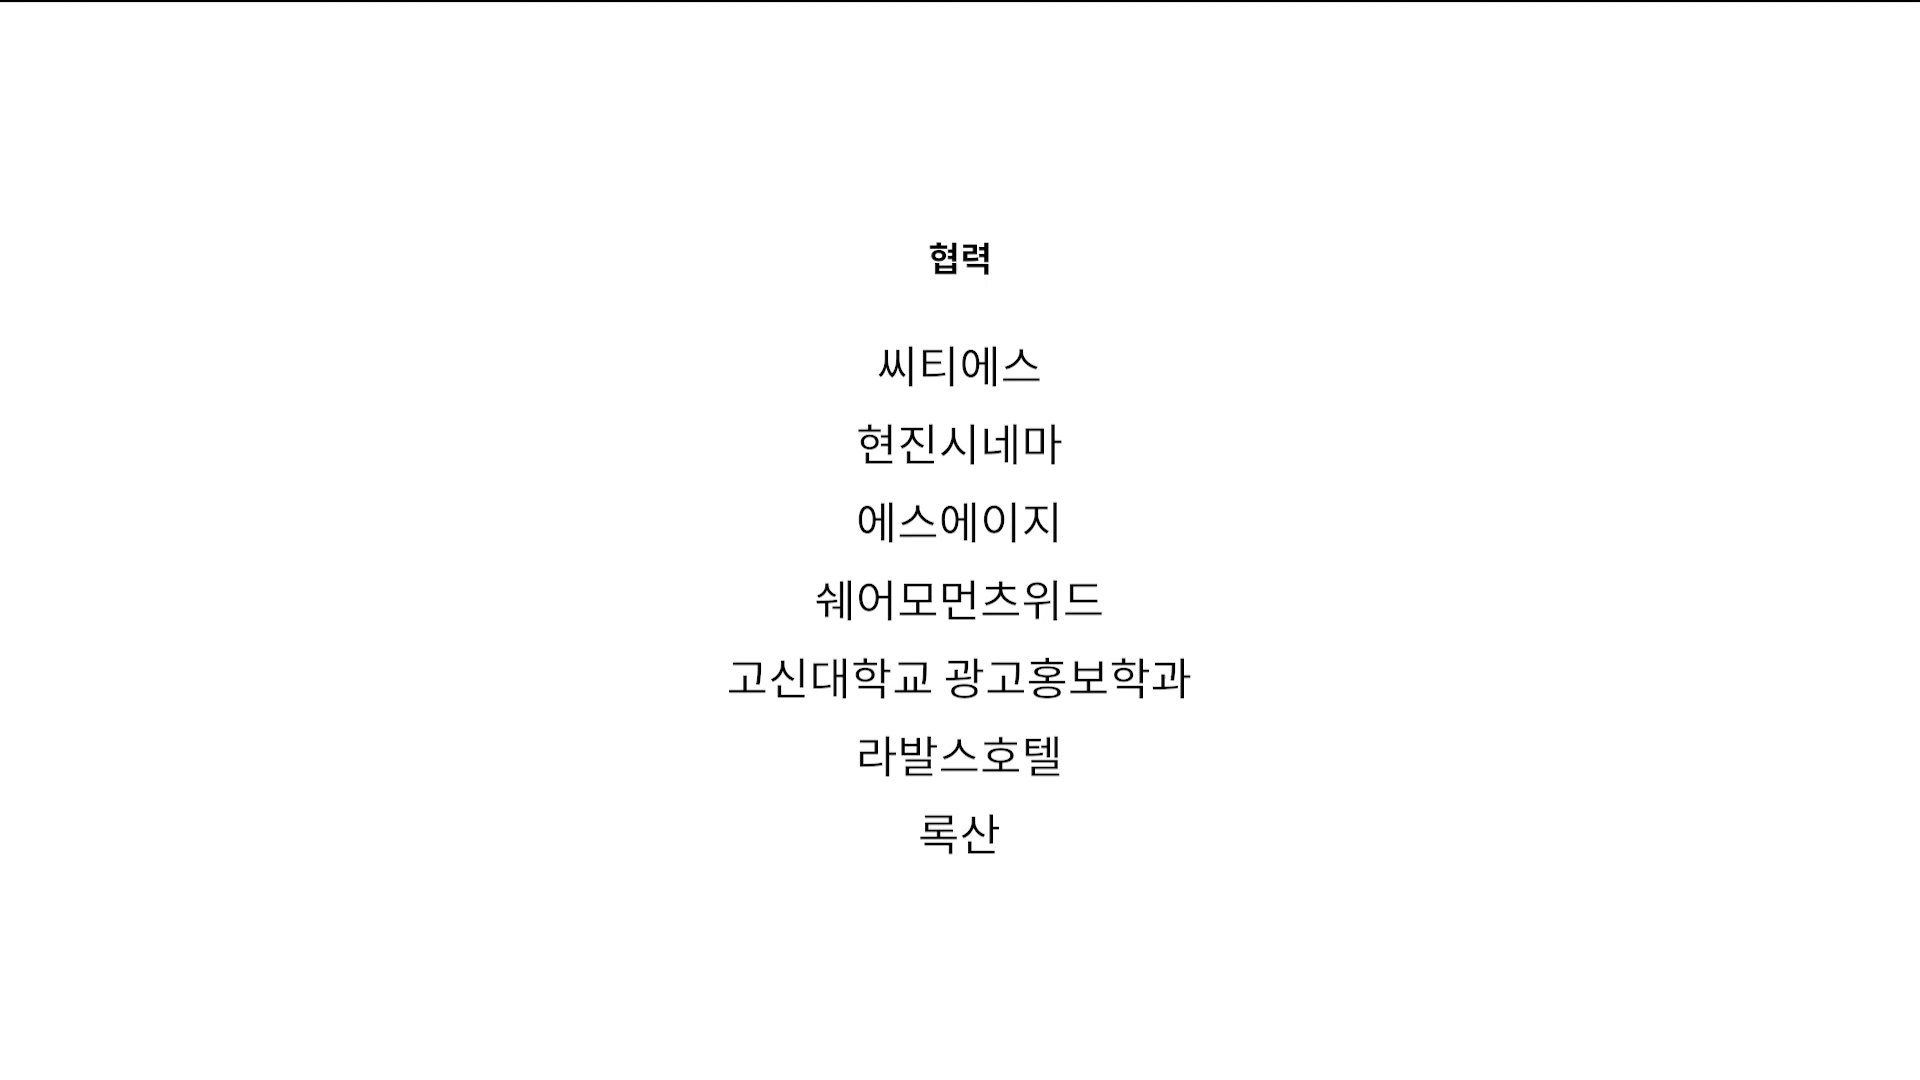 협력
씨티에스
현진시네마
에스에이지
쉐어모먼츠위드
고신대학교 광고홍보학과
라발스호텔
록산